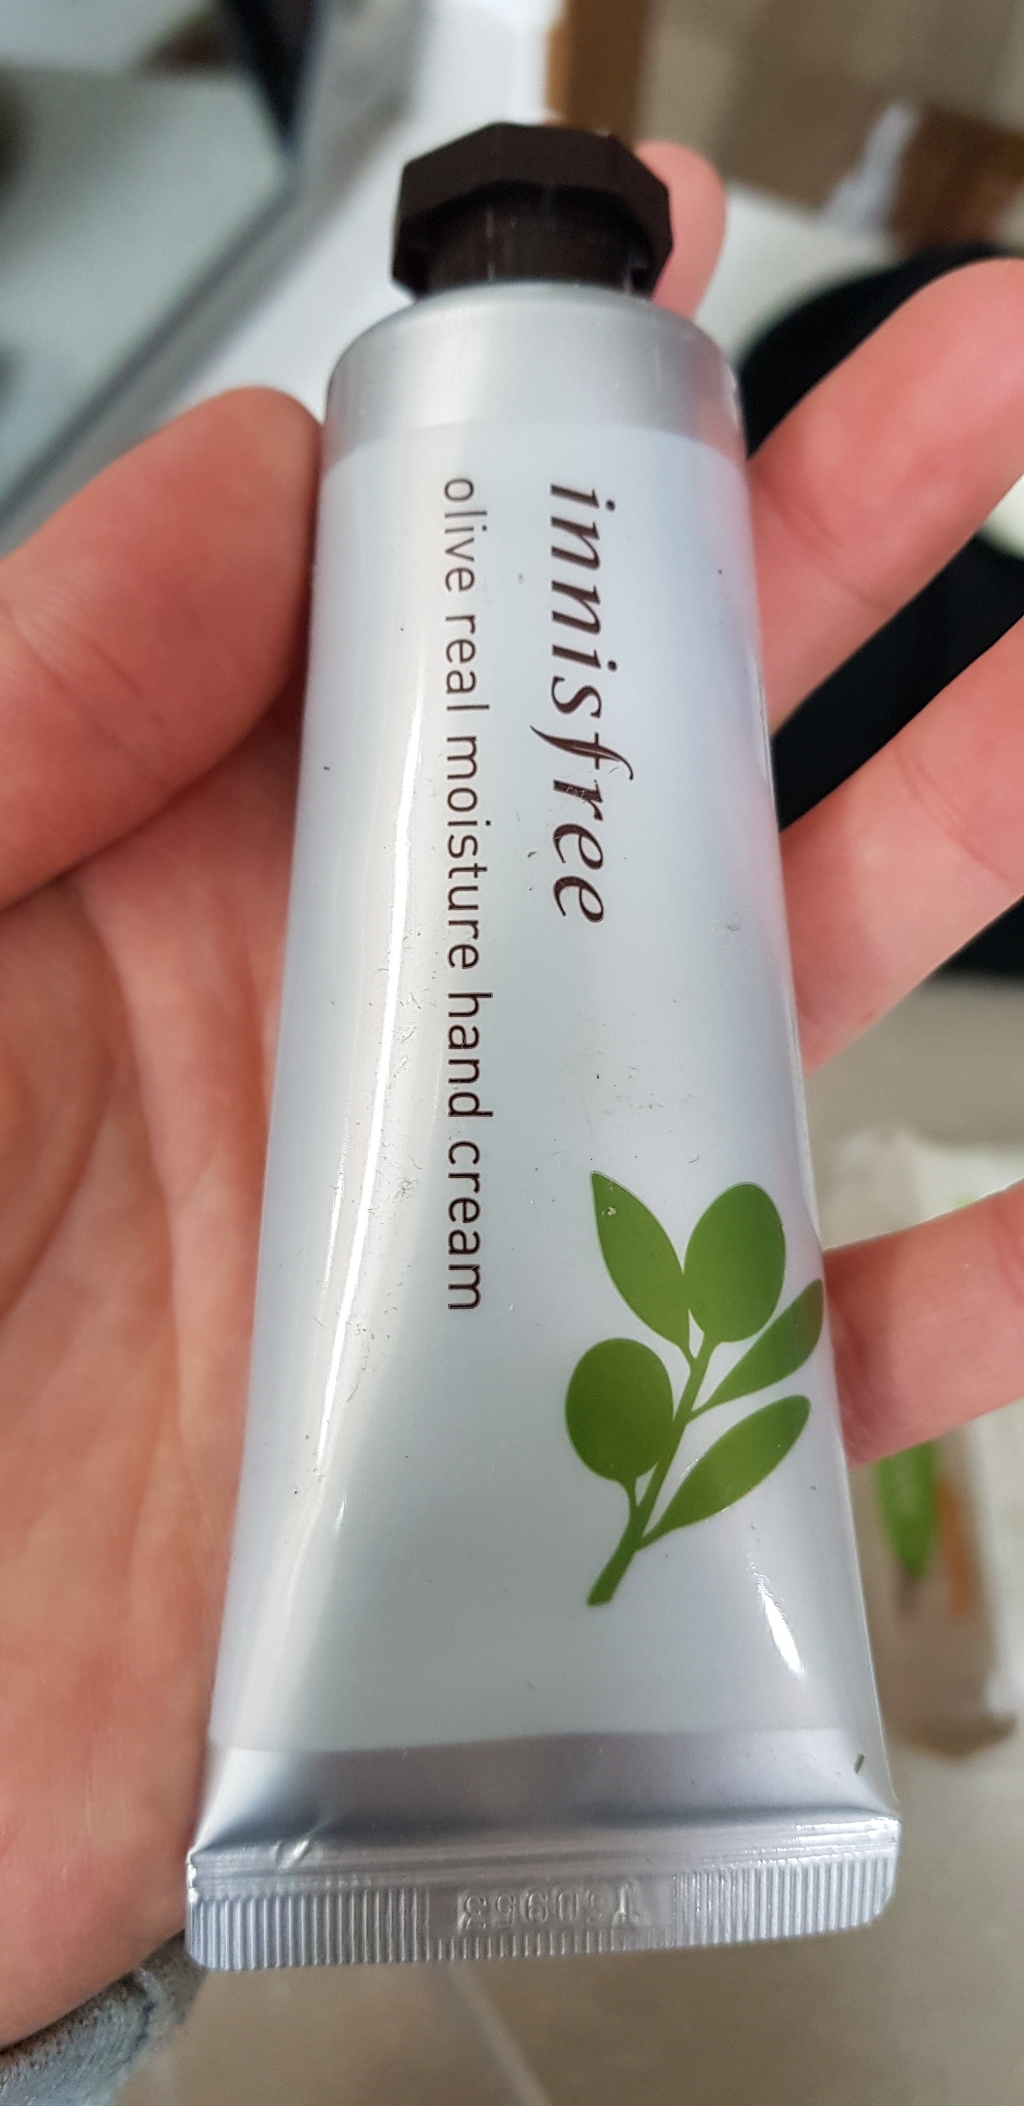 innisfree
olive real moisture hand cream